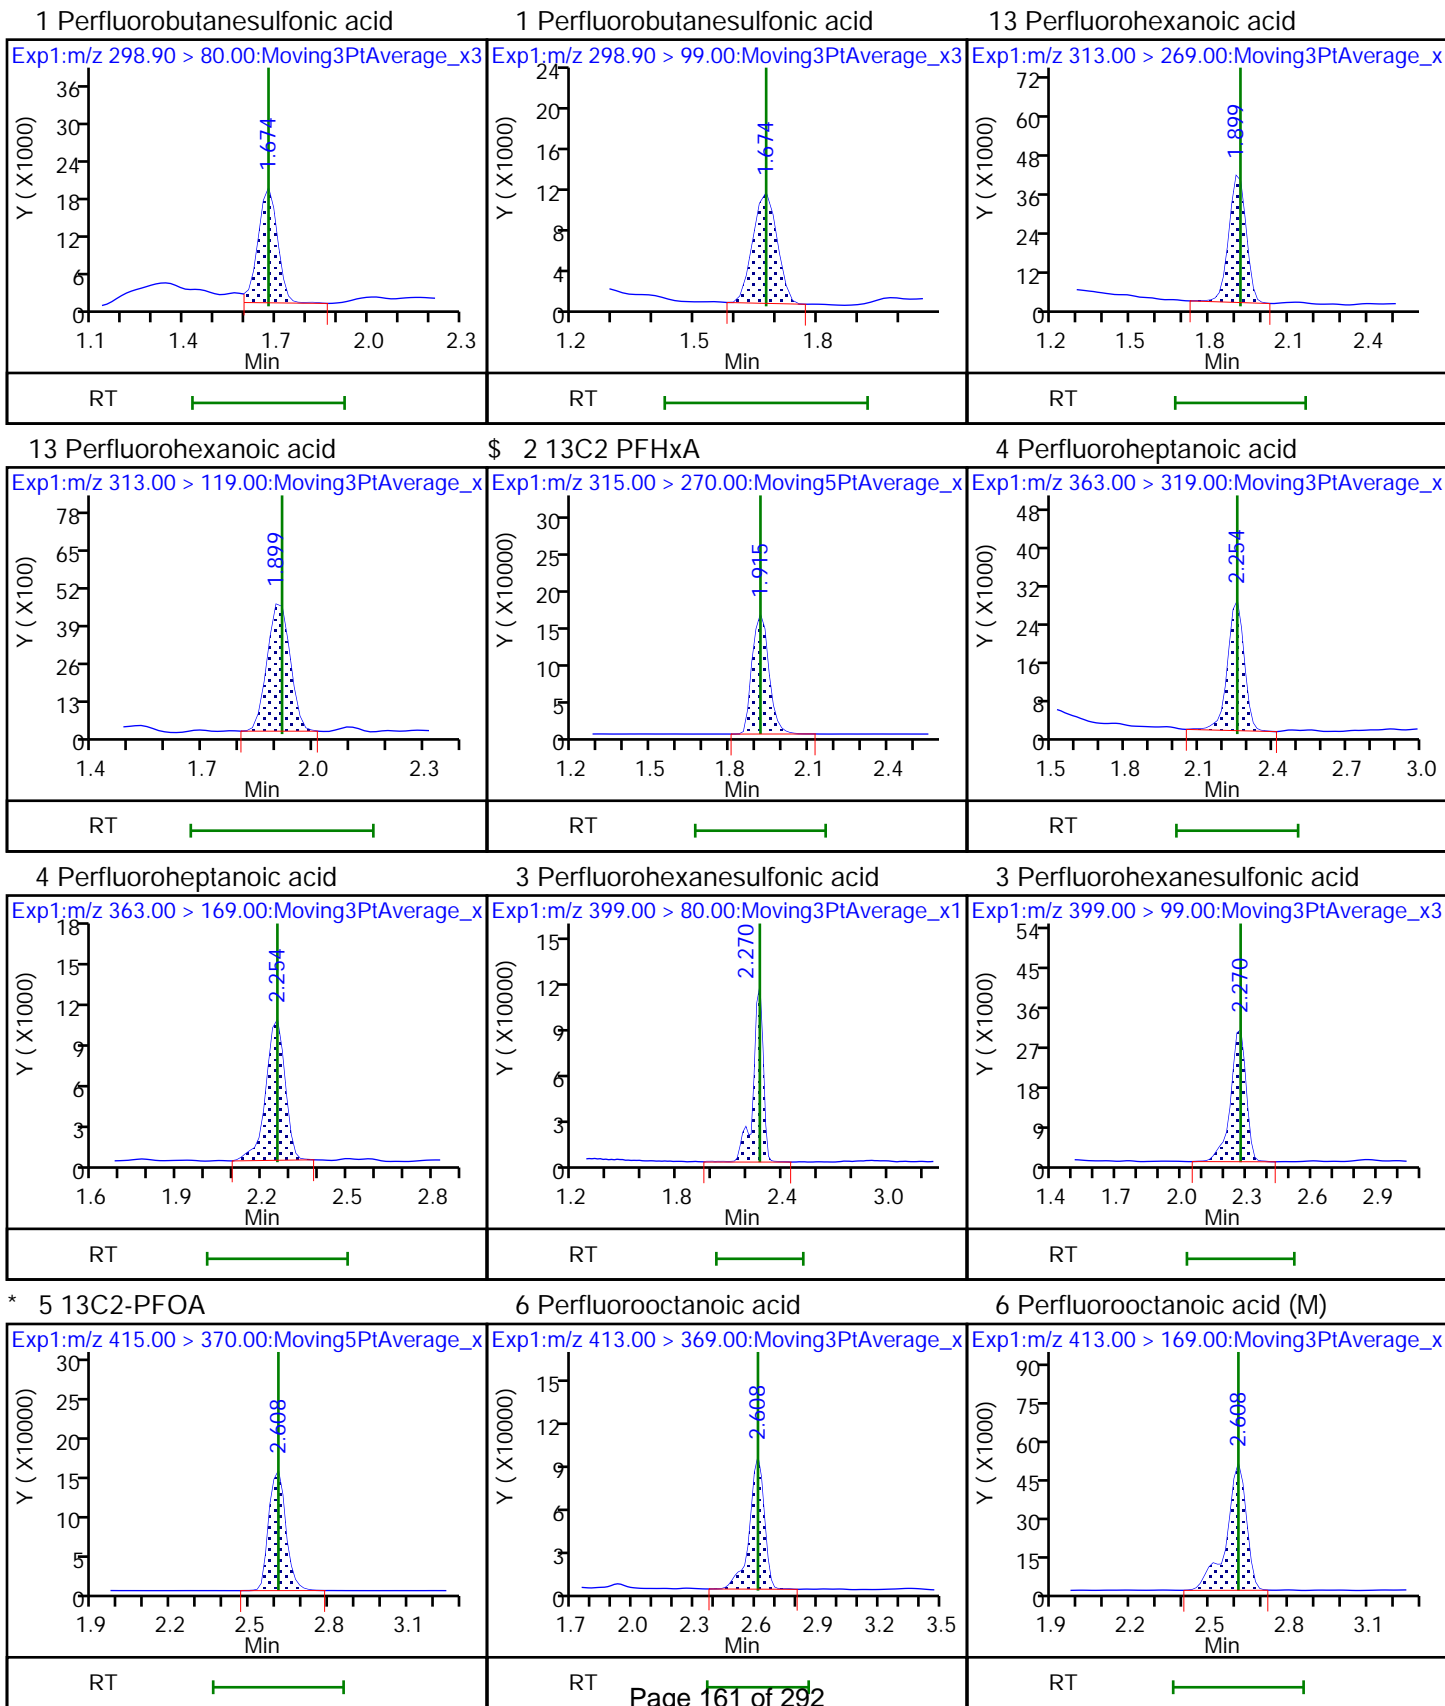 1 Perfluorobutanesulfonic acid
1 Perfluorobutanesulfonic acid
13 Perfluorohexanoic acid
Exp1:m/z 298.90 > 80.00:Moving3PtAverage_x3
Exp1:m/z 298.90 > 99.00:Moving3PtAverage_x3
Exp1:m/z 313.00 > 269.00:Moving3PtAverage_x
36
30
24
18
12
6
0
Y ( X1000)
1.674
1.1 1.4 1.7 2.0 2.3
Min
RT
24
20
16
12
8
4
0
Y ( X1000)
1.674
1.2 1.5 1.8
Min
RT
72
60
48
36
24
12
0
Y ( X1000)
1.899
1.2 1.5 1.8 2.1 2.4
Min
RT
13 Perfluorohexanoic acid
$ 2 13C2 PFHxA
4 Perfluoroheptanoic acid
Exp1:m/z 313.00 > 119.00:Moving3PtAverage_x
Exp1:m/z 315.00 > 270.00:Moving5PtAverage_x
Exp1:m/z 363.00 > 319.00:Moving3PtAverage_x
78
65
52
39
26
13
0
Y ( X100)
1.899
1.4 1.7 2.0 2.3
Min
RT
30
25
20
15
10
5
0
Y ( X10000)
1.915
1.2 1.5 1.8 2.1 2.4
Min
RT
48
40
32
24
16
8
0
Y ( X1000)
2.254
1.5 1.8 2.1 2.4 2.7 3.0
Min
RT
4 Perfluoroheptanoic acid
3 Perfluorohexanesulfonic acid
3 Perfluorohexanesulfonic acid
Exp1:m/z 363.00 > 169.00:Moving3PtAverage_x
Exp1:m/z 399.00 > 80.00:Moving3PtAverage_x1
Exp1:m/z 399.00 > 99.00:Moving3PtAverage_x3
18
15
12
9
6
3
0
Y ( X1000)
2.254
1.6 1.9 2.2 2.5 2.8
Min
RT
15
12
9
6
3
0
Y ( X10000)
2.270
1.2 1.8 2.4 3.0
Min
RT
54
45
36
27
18
9
0
Y ( X1000)
2.270
1.4 1.7 2.0 2.3 2.6 2.9
Min
RT
* 5 13C2-PFOA
6 Perfluorooctanoic acid
6 Perfluorooctanoic acid (M)
Exp1:m/z 415.00 > 370.00:Moving5PtAverage_x
Exp1:m/z 413.00 > 369.00:Moving3PtAverage_x
Exp1:m/z 413.00 > 169.00:Moving3PtAverage_x
30
25
20
15
10
5
0
Y ( X10000)
2.608
1.9 2.2 2.5 2.8 3.1
Min
RT
15
12
9
6
3
0
Y ( X10000)
2.608
1.7 2.0 2.3 2.6 2.9 3.2 3.5
Min
RT
90
75
60
45
30
15
0
Y ( X1000)
2.608
1.9 2.2 2.5 2.8 3.1
Min
RT
Page 161 of 292